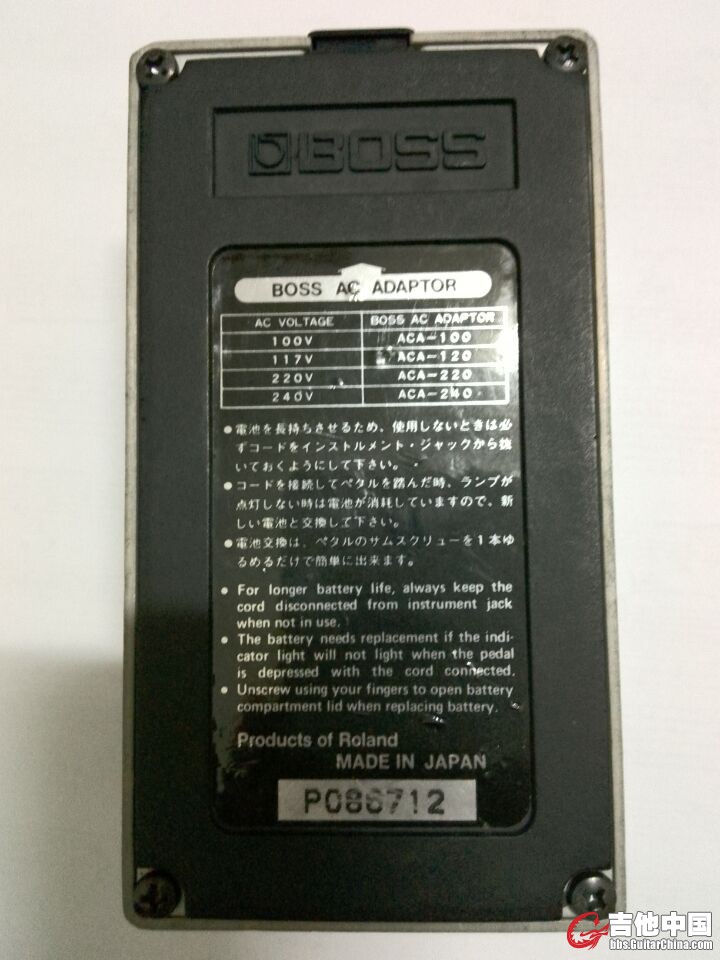 BOSS
BOSS AC ADAPTOR
AC VOLTAGE BOSS AC ADAPTOR
100V ACA-100
117V ACA-120
220V ACA-220
240V ACA-240
●電池を長持ちさせるため、使用しないときは必
ずコードをインストルメント・ジャックから抜
いておくようにして下さい。
●コードを接続してペダルを踏んだ時、ランプが
点灯しない時は電池が消耗していますので、新
しい電池と交換して下さい。
●電池交換は、ペダルのサムスクリューを1本ゆ
るめるだけで簡単に出来ます。
● For longer battery life, always keep the
cord disconnected from instrument jack
when not in use.
● The battery needs replacement if the indi-
cator light will not light when the pedal
is depressed with the cord connected.
● Unscrew using your fingers to open battery
compartment lid when replacing battery.
Products of Roland
MADE IN JAPAN
P086712
吉他中国
bbs.GuitarChina.com